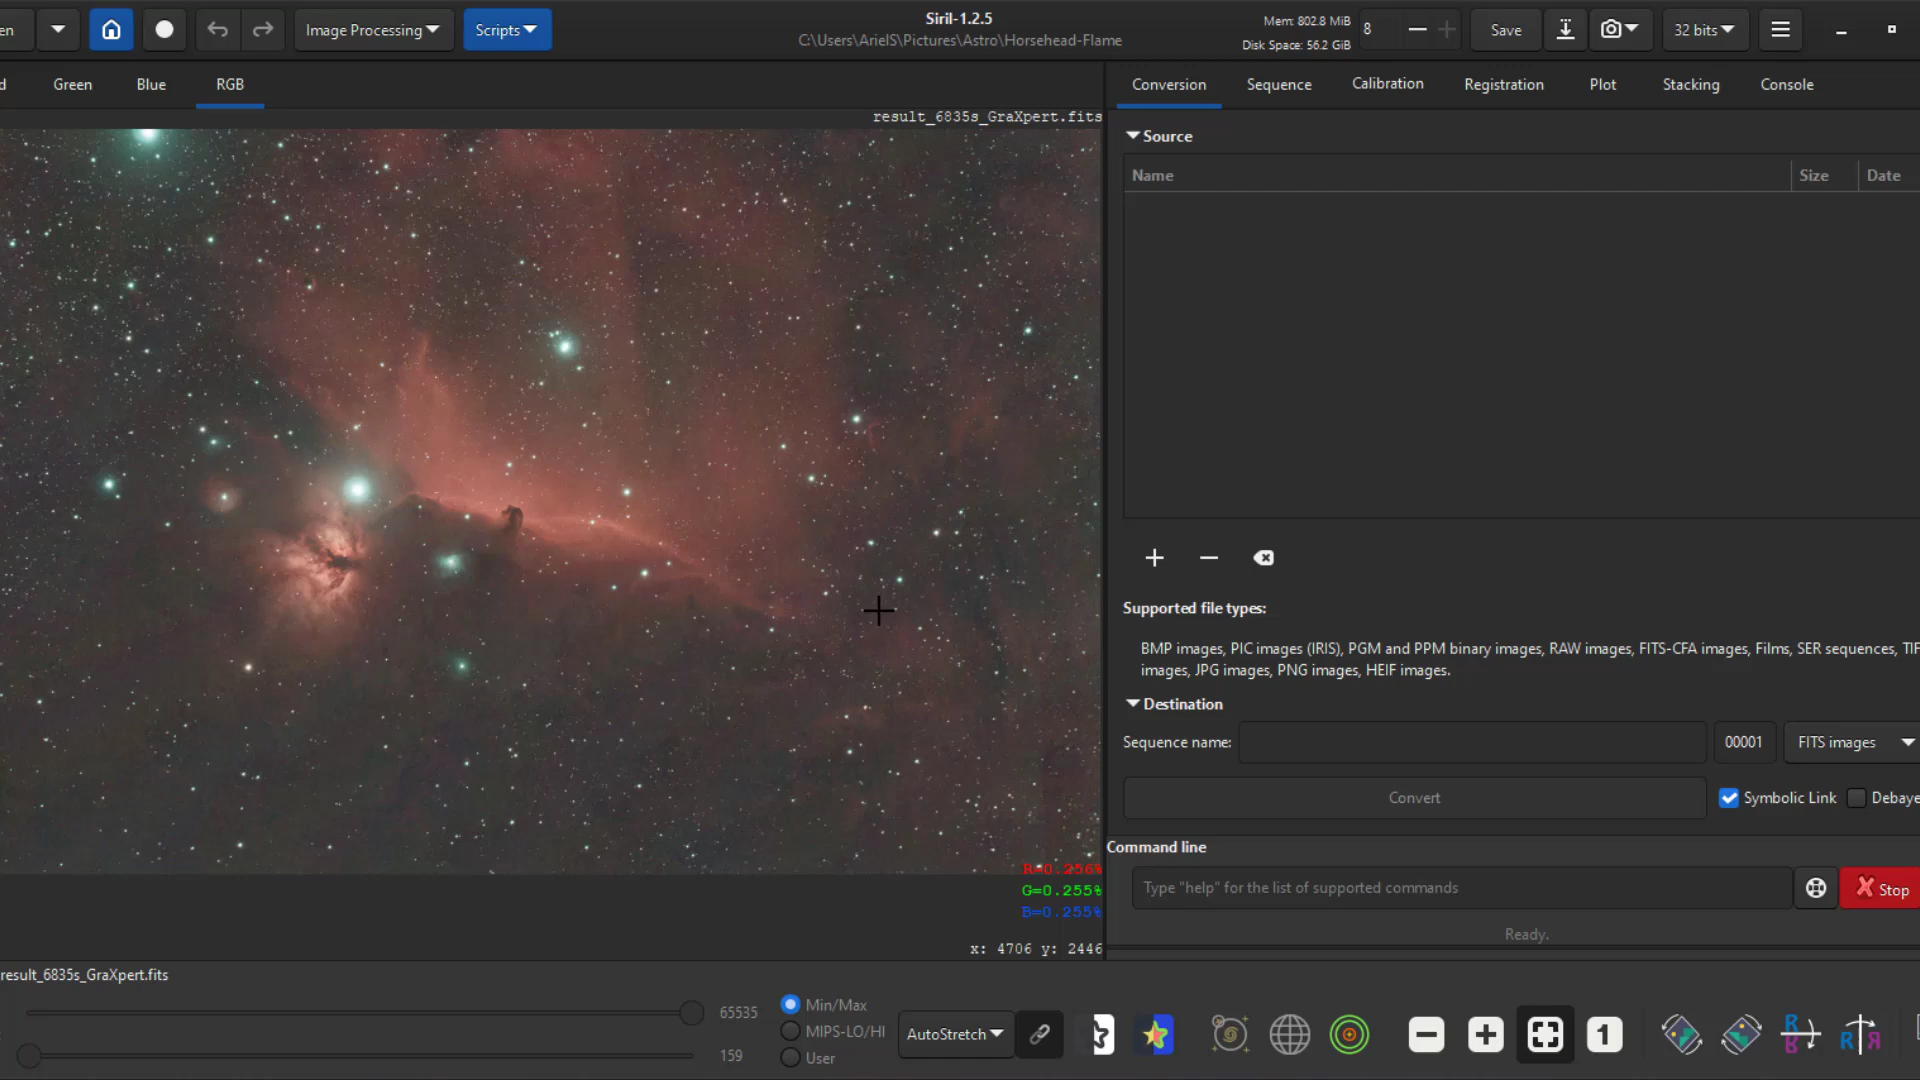 en
Image Processing
Scripts
Siril-1.2.5
C:\Users\ArielS\Pictures\Astro\Horsehead-Flame
Mem: 802.8 MiB
Disk Space: 56.2 GiB
8
Save
32 bits
d
Green
Blue
RGB
result_6835s_GraXpert.fits
Conversion
Sequence
Calibration
Registration
Plot
Stacking
Console
Source
Name
Size
Date
Supported file types:
BMP images, PIC images (IRIS), PGM and PPM binary images, RAW images, FITS-CFA images, Films, SER sequences, TIF
images, JPG images, PNG images, HEIF images.
Destination
Sequence name:
00001
FITS images
Convert
Symbolic Link
Debaye
Command line
Type "help" for the list of supported commands
Stop
Ready.
R=0.256%
G=0.255%
B=0.255%
x: 4706 y: 2446
result_6835s_GraXpert.fits
65535
159
Min/Max
MIPS-LO/HI
User
AutoStretch
1
R
R
R
R